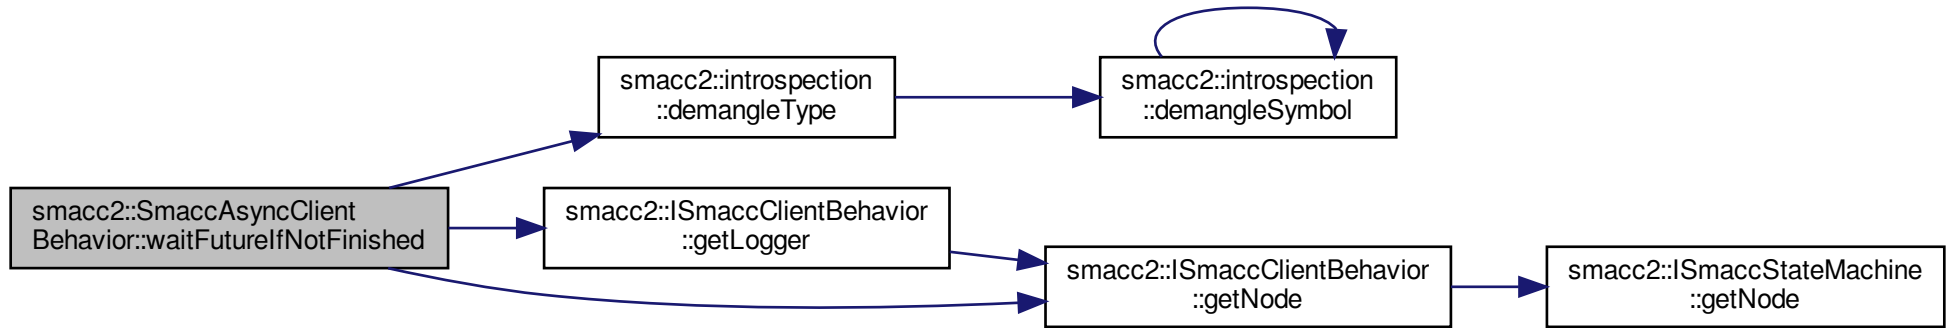 smacc2::SmaccAsyncClient
Behavior::waitFutureIfNotFinished
smacc2::introspection
::demangleType
smacc2::introspection
::demangleSymbol
smacc2::ISmaccClientBehavior
::getLogger
smacc2::ISmaccClientBehavior
::getNode
smacc2::ISmaccStateMachine
::getNode